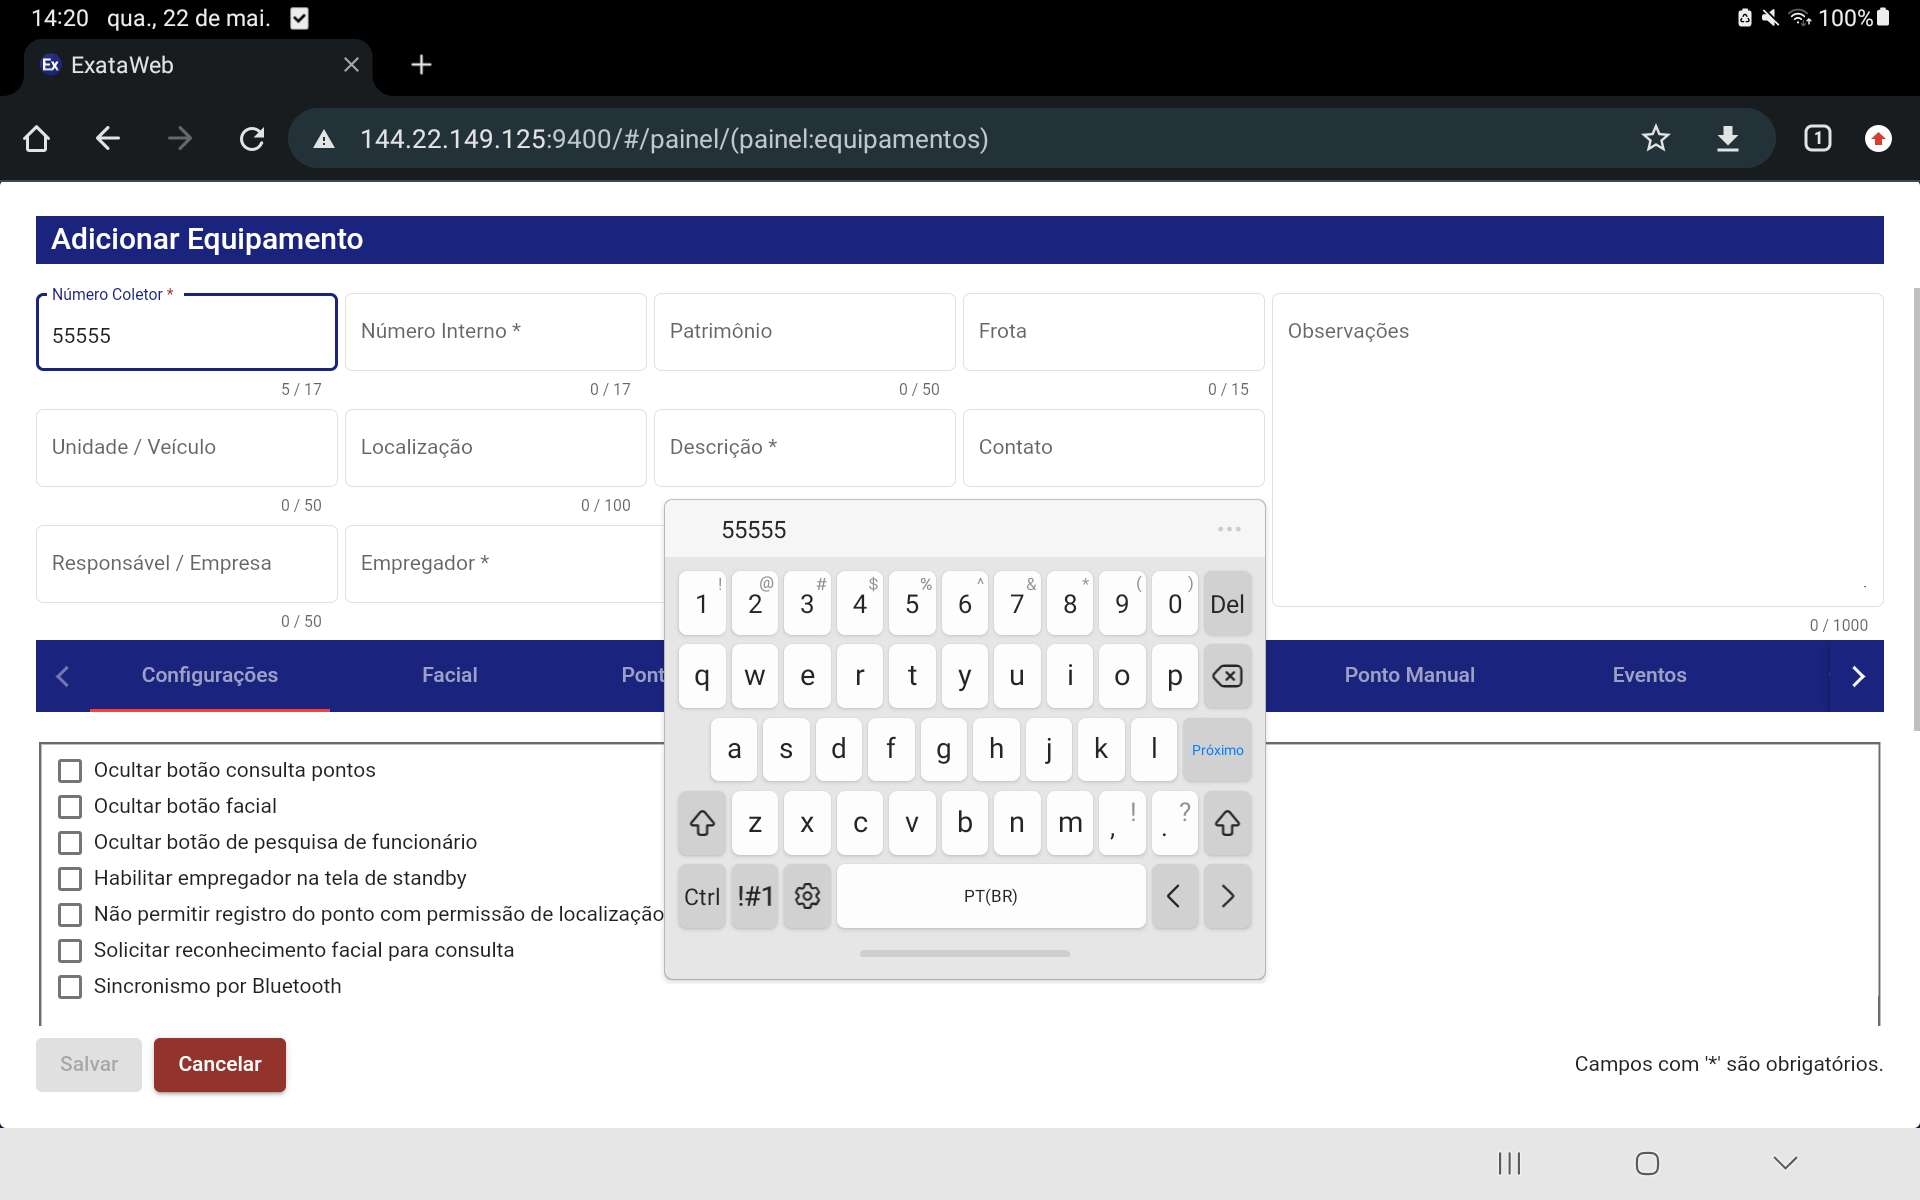 14:20 qua., 22 de mai. 100%
Ex ExataWeb
144.22.149.125:9400/#/painel/(painel:equipamentos) 1
Adicionar Equipamento
Número Coletor *
55555
Número Interno *
Patrimônio
Frota
Observações
5 / 17
0 / 17
0 / 50
0 / 15
Unidade / Veículo
Localização
Descrição *
Contato
0 / 50
0 / 100
Responsável / Empresa
Empregador *
0 / 50
0 / 1000
Configurações Facial Pont Ponto Manual Eventos
Ocultar botão consulta pontos
Ocultar botão facial
Ocultar botão de pesquisa de funcionário
Habilitar empregador na tela de standby
Não permitir registro do ponto com permissão de localização
Solicitar reconhecimento facial para consulta
Sincronismo por Bluetooth
55555 ...
! @ # $ % ^ & * ( )
1 2 3 4 5 6 7 8 9 0 Del
q w e r t y u i o p
a s d f g h j k l Próximo
z x c v b n m , ! . ?
Ctrl !#1 PT(BR) < >
Salvar Cancelar
Campos com '*' são obrigatórios.